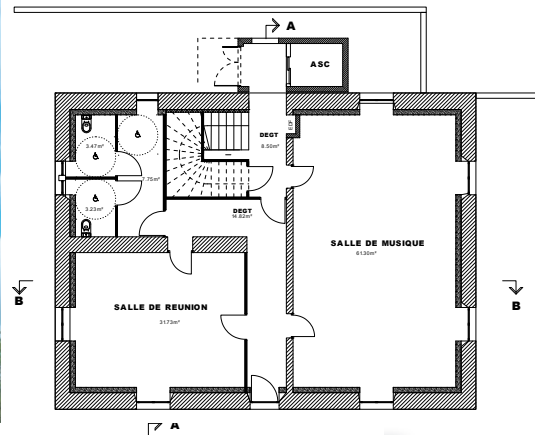 A
ASC
DEGT
8.50m²
EDF
3.47m²
7.75m²
3.23m²
DEGT
14.82m²
SALLE DE MUSIQUE
61.30m²
B
B
SALLE DE REUNION
31.73m²
A